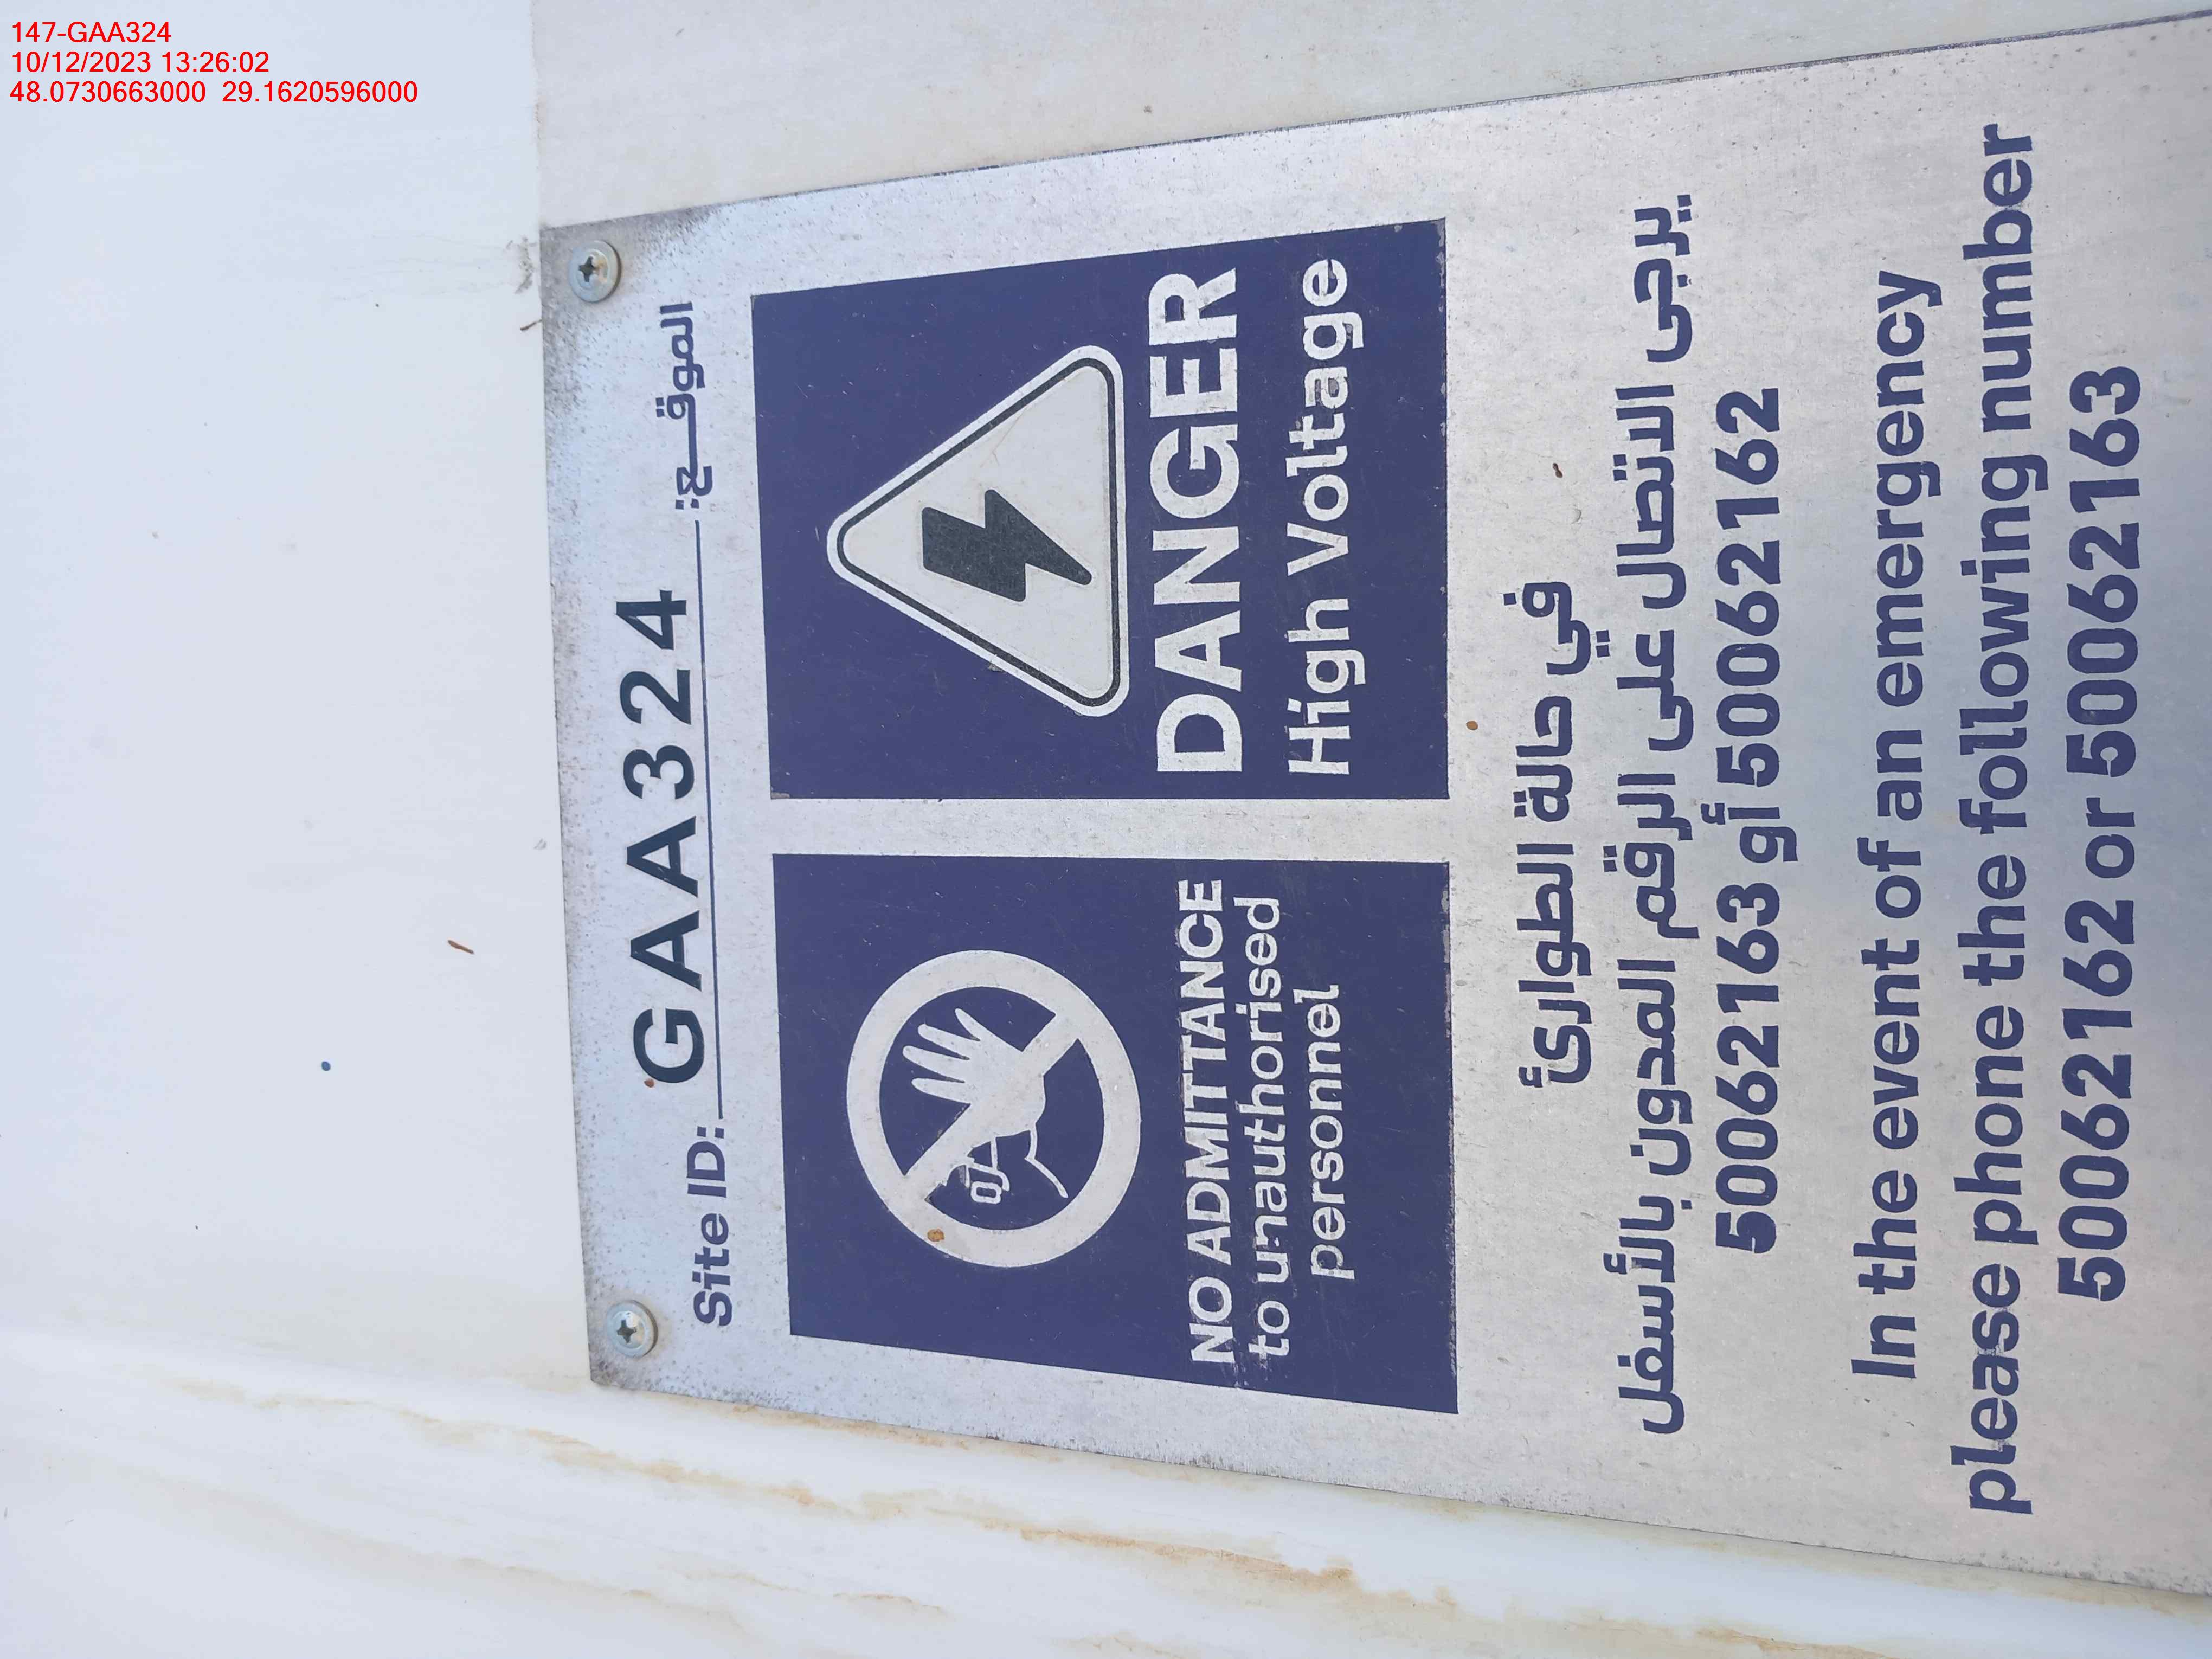 147-GAA324
10/12/2023 13:26:02
48.0730663000 29.1620596000
Site ID: GAA324 الموقـــع:
NO ADMITTANCE
to unauthorised
personnel
DANGER
High Voltage
في حالة الطوارئ
يرجى الاتصال على الرقم المدون بالأسفل
50062163 أو 50062162
In the event of an emergency
please phone the following number
50062162 or 50062163